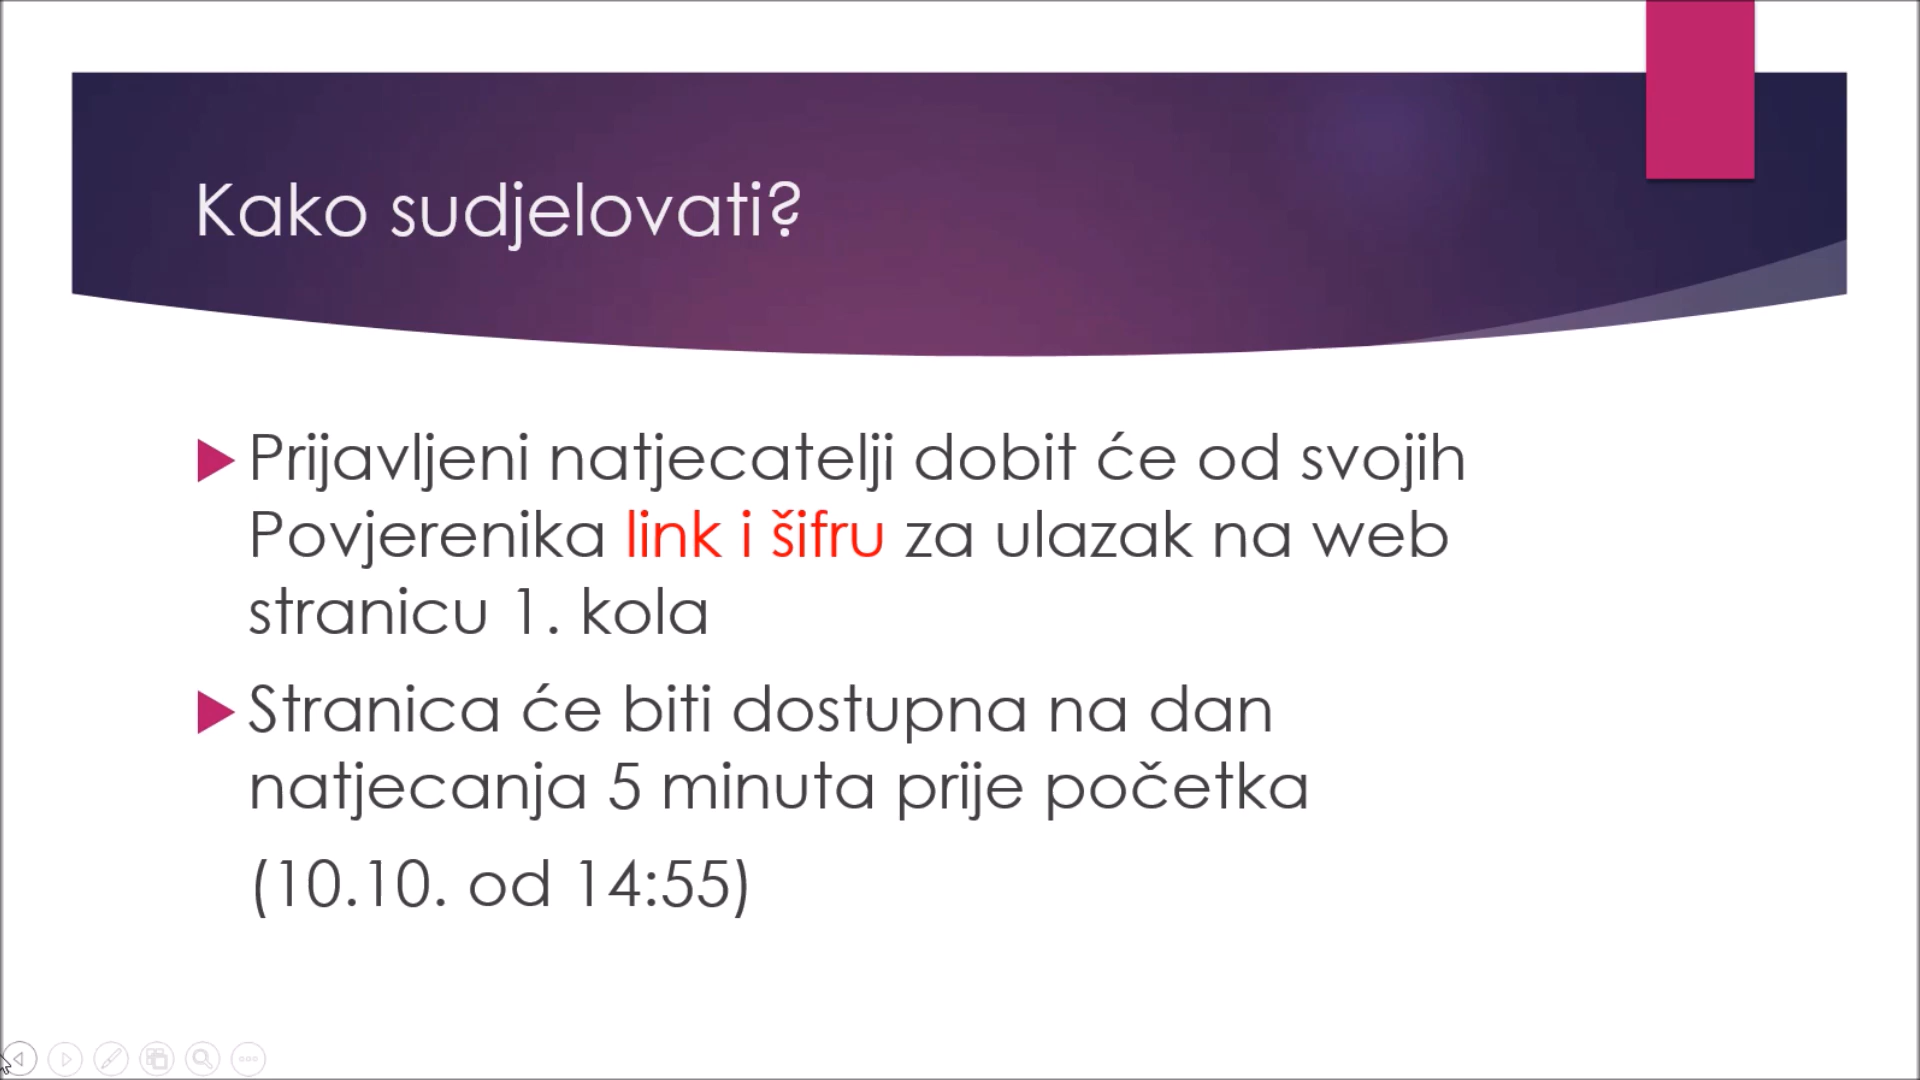 Kako sudjelovati?
Prijavljeni natjecatelji dobit će od svojih
Povjerenika link i šifru za ulazak na web
stranicu 1. kola
Stranica će biti dostupna na dan
natjecanja 5 minuta prije početka
(10.10. od 14:55)